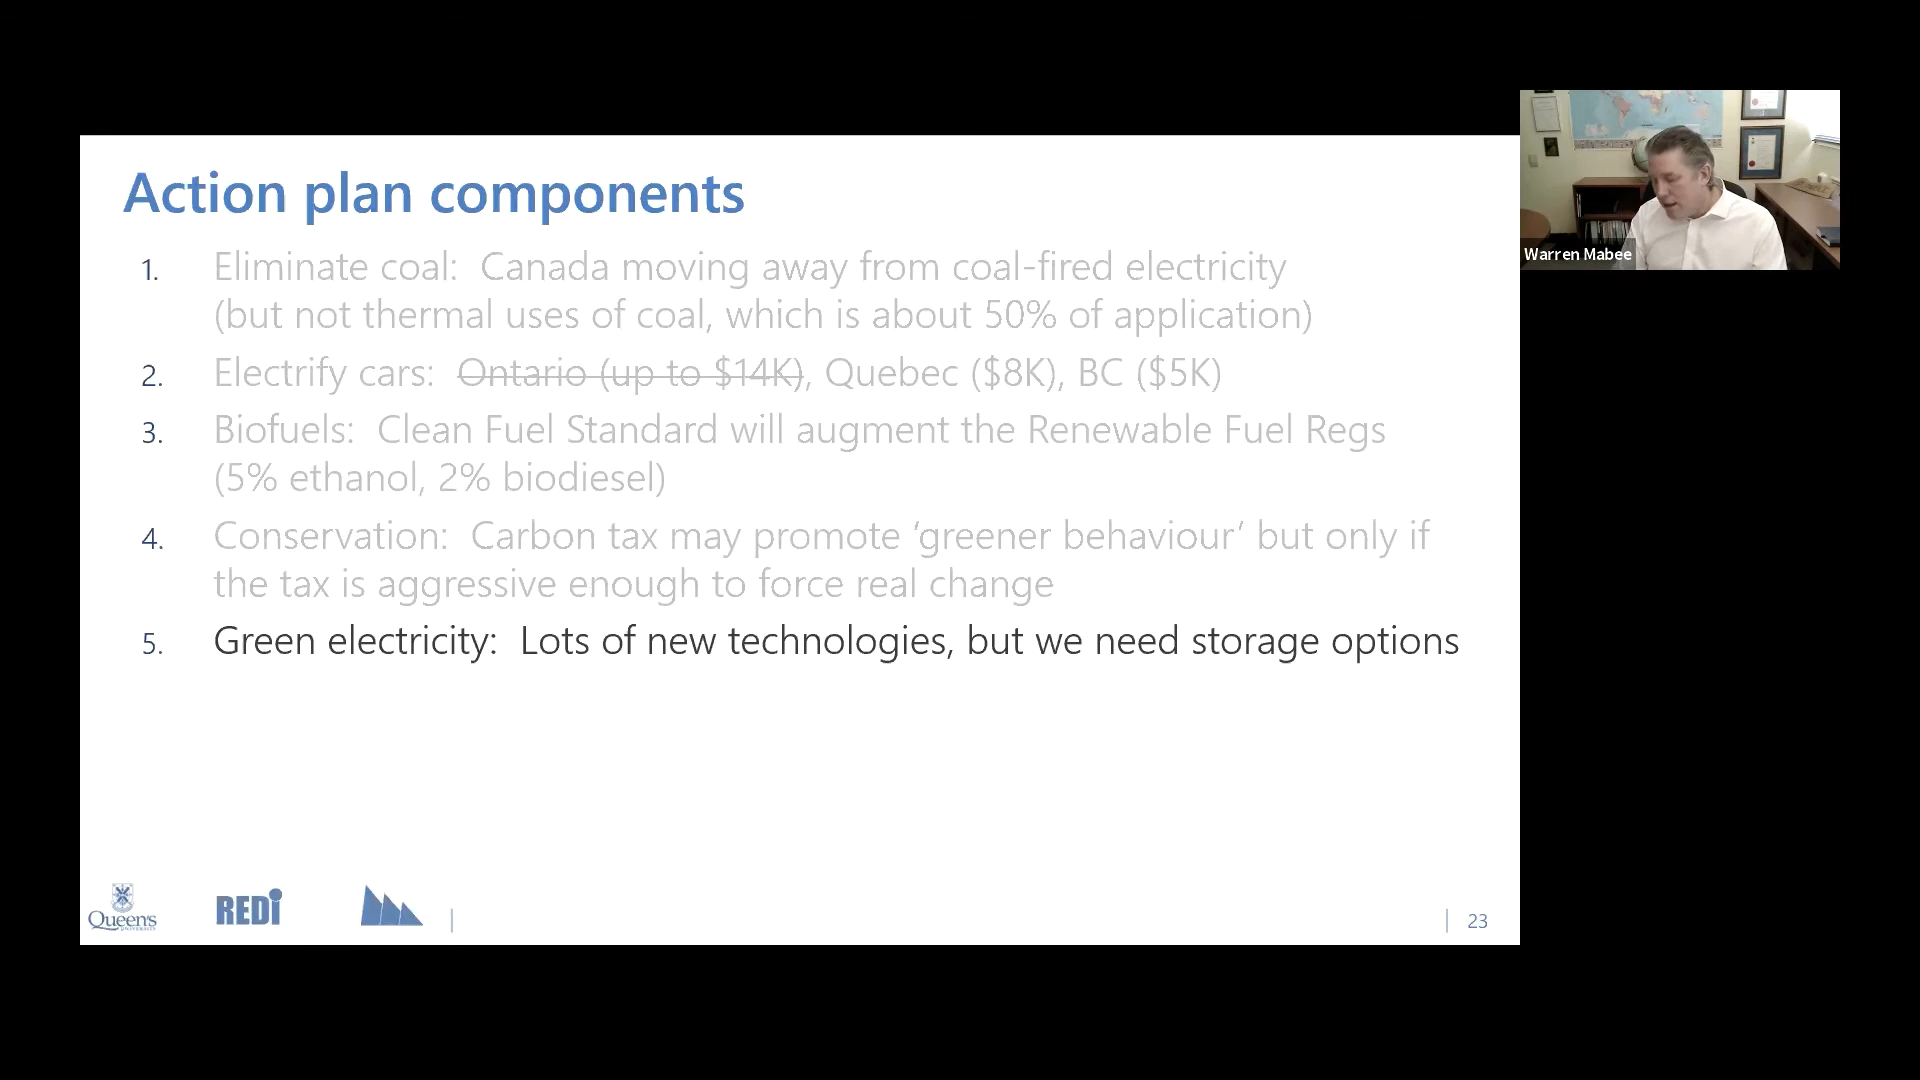 Action plan components
1. Eliminate coal: Canada moving away from coal-fired electricity
(but not thermal uses of coal, which is about 50% of application)
2. Electrify cars: Ontario (up to $14K), Quebec ($8K), BC ($5K)
3. Biofuels: Clean Fuel Standard will augment the Renewable Fuel Regs
(5% ethanol, 2% biodiesel)
4. Conservation: Carbon tax may promote ‘greener behaviour’ but only if
the tax is aggressive enough to force real change
5. Green electricity: Lots of new technologies, but we need storage options
Queen's
UNIVERSITY
REDi
23
Warren Mabee